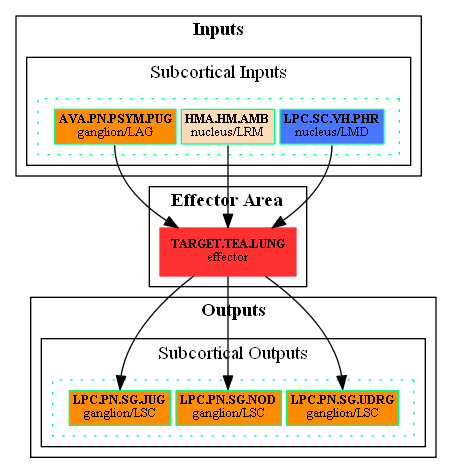 Inputs
Subcortical Inputs
AVA.PN.PSYM.PUG HMA.HM.AMB LPC.SC.VH.PHR
ganglion/LAG nucleus/LRM nucleus/LMD
Effector Area
TARGET.TEA.LUNG
effector
Outputs
Subcortical Outputs
LPC.PN.SG.JUG LPC.PN.SG.NOD LPC.PN.SG.UDRG
ganglion/LSC ganglion/LSC ganglion/LSC